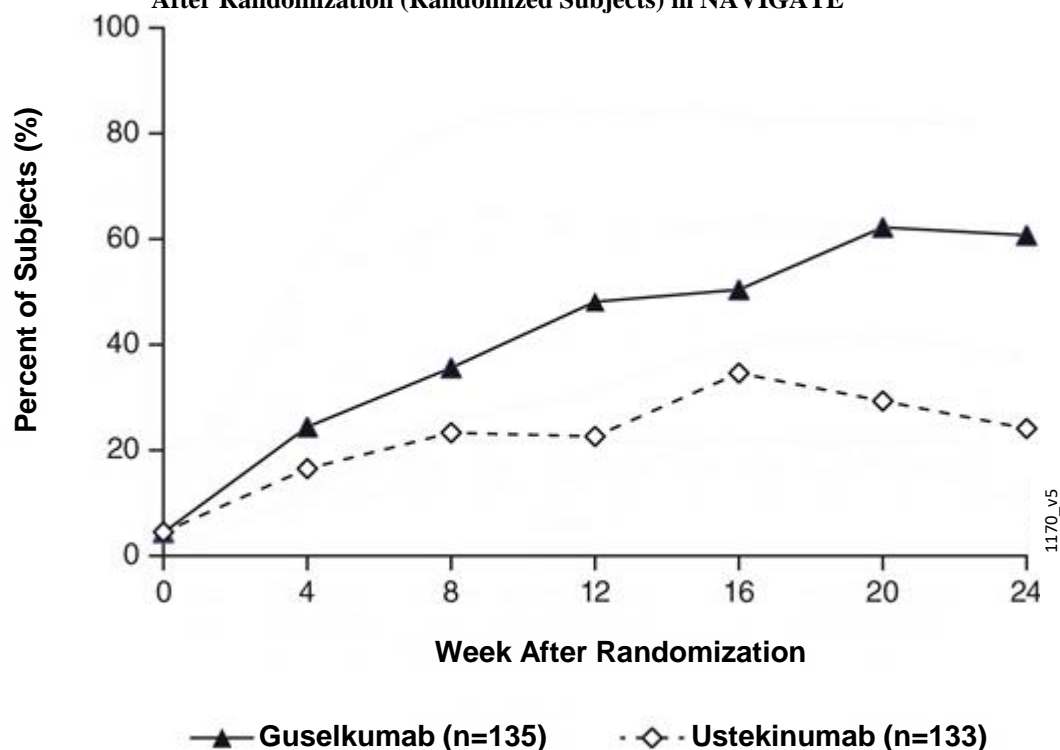 After Randomization (Randomized Subjects) in NAVIGATE
100
80
60
40
20
0
Percent of Subjects (%)
0 4 8 12 16 20 24
Week After Randomization
1170_v5
Guselkumab (n=135) Ustekinumab (n=133)